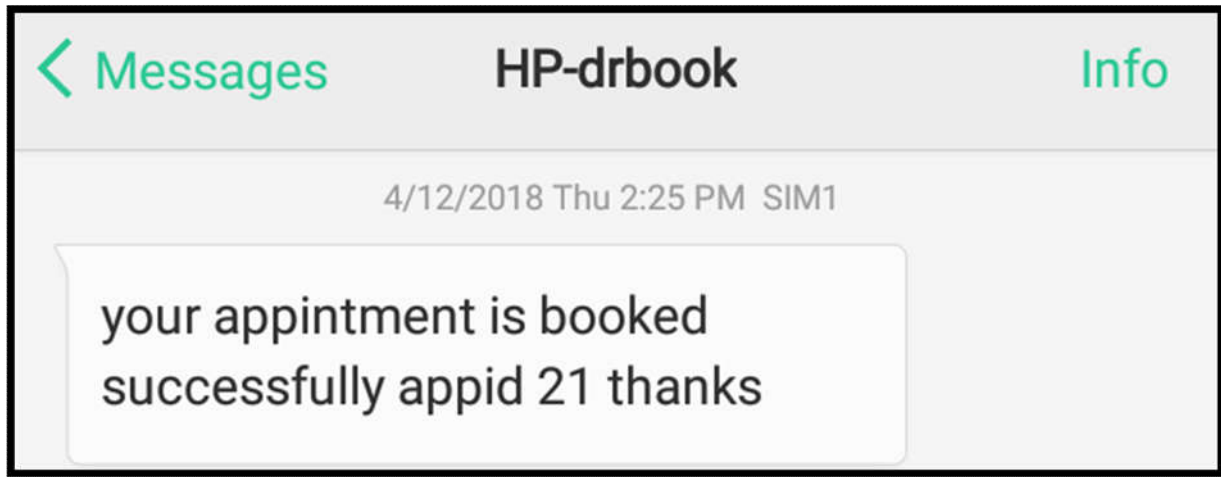 Messages HP-drbook Info
4/12/2018 Thu 2:25 PM SIM1
your appintment is booked
successfully appid 21 thanks